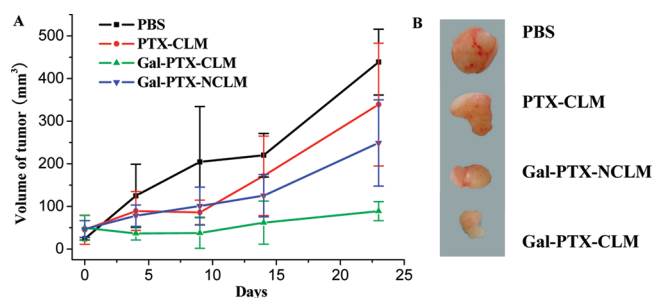 A
PBS
PTX-CLM
Gal-PTX-CLM
Gal-PTX-NCLM
Volume of tumor (mm³)
500
400
300
200
100
0
0
5
10
15
20
25
Days
B
PBS
PTX-CLM
Gal-PTX-NCLM
Gal-PTX-CLM